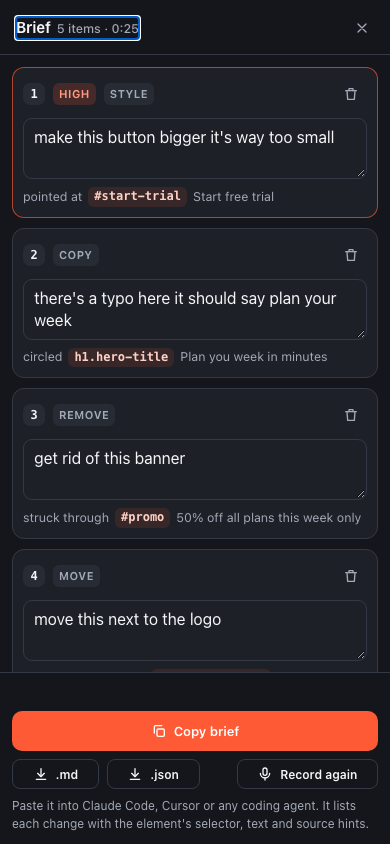 Brief 5 items · 0:25
1 HIGH STYLE
make this button bigger it's way too small
pointed at #start-trial Start free trial
2 COPY
there's a typo here it should say plan your
week
circled h1.hero-title Plan you week in minutes
3 REMOVE
get rid of this banner
struck through #promo 50% off all plans this week only
4 MOVE
move this next to the logo
Copy brief
.md .json Record again
Paste it into Claude Code, Cursor or any coding agent. It lists
each change with the element's selector, text and source hints.